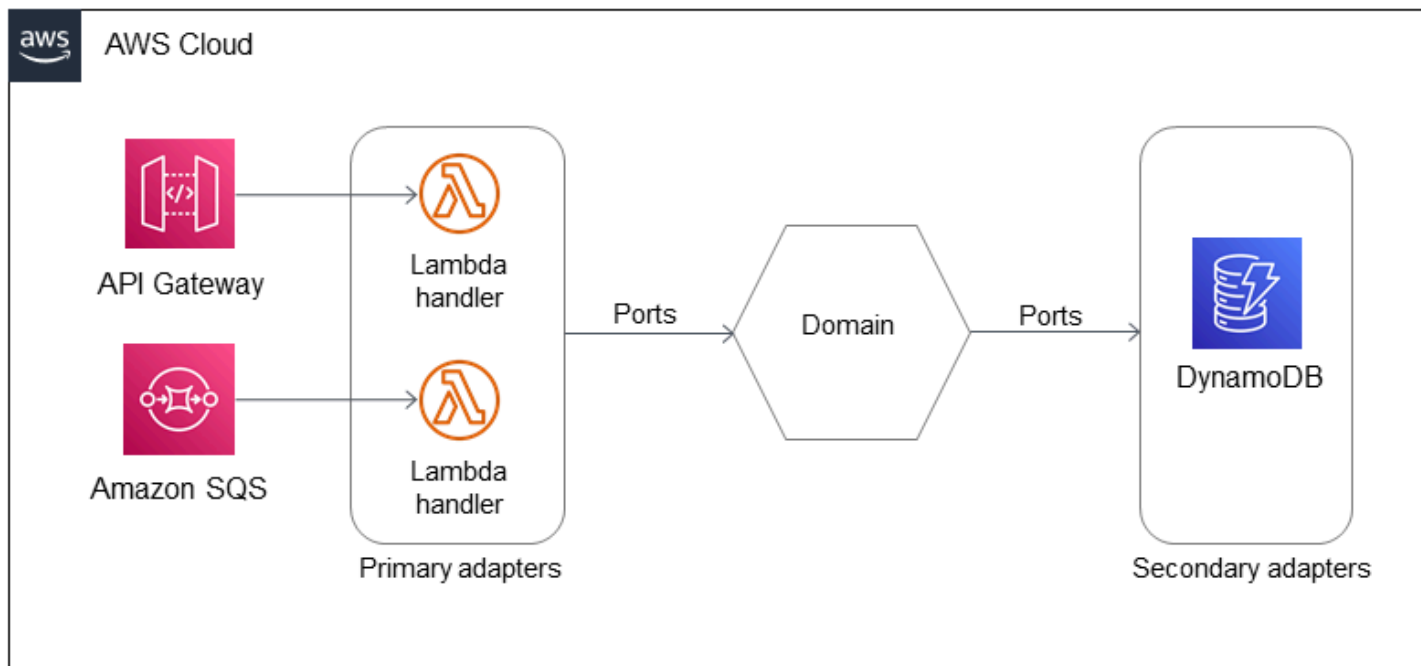 aws
AWS Cloud
API Gateway
Lambda
handler
Amazon SQS
Lambda
handler
Primary adapters
Ports
Domain
Ports
DynamoDB
Secondary adapters